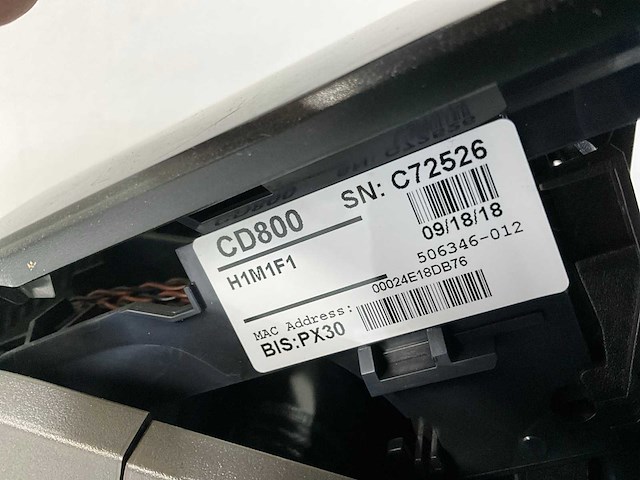 CD800
SN: C72526
H1M1F1
09/18/18
506346-012
MAC Address:
00024E18DB76
BIS:PX30